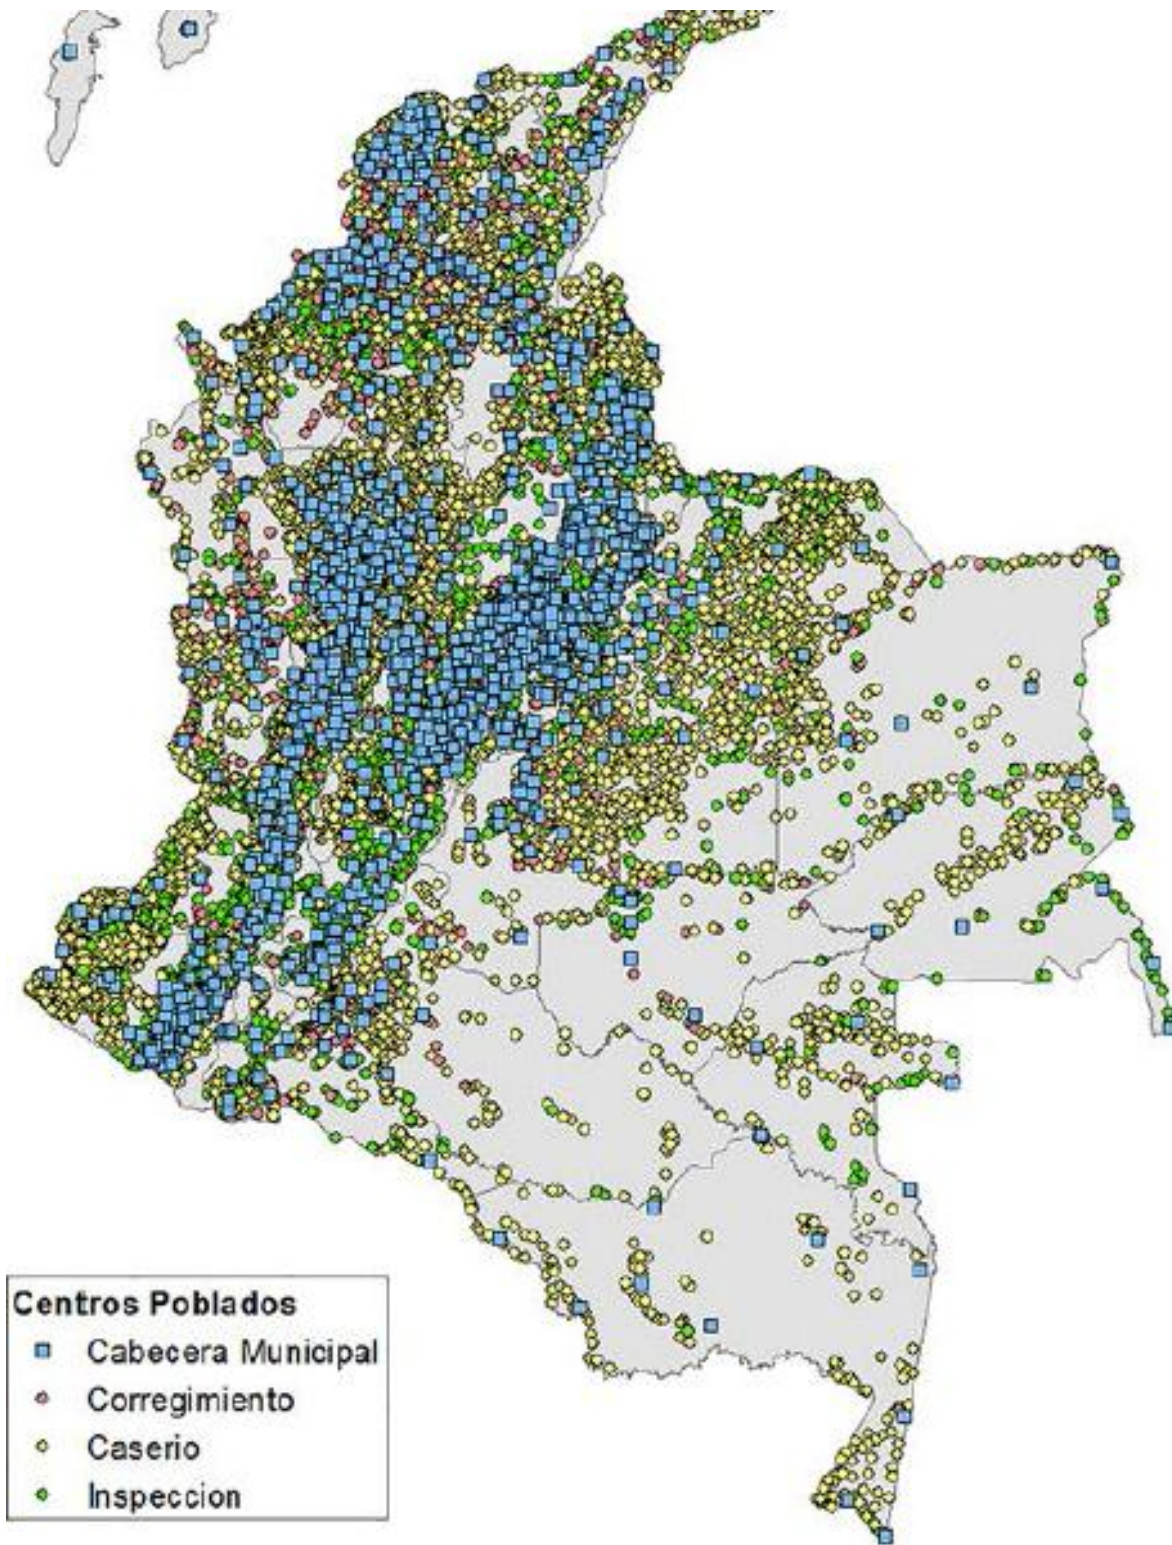 Centros Poblados
Cabecera Municipal
Corregimiento
Caserio
Inspeccion